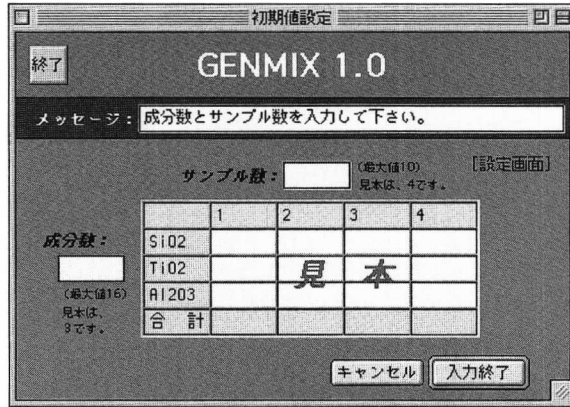 初期値設定
終了
GENMIX 1.0
メッセージ：成分数とサンプル数を入力して下さい。
サンプル数：
（最大値10）
見本は、4です。
［設定画面］
1 2 3 4
成分数：
SiO2
TiO2
Al2O3
合 計
見 本
（最大値16）
見本は、
3です。
キャンセル
入力終了